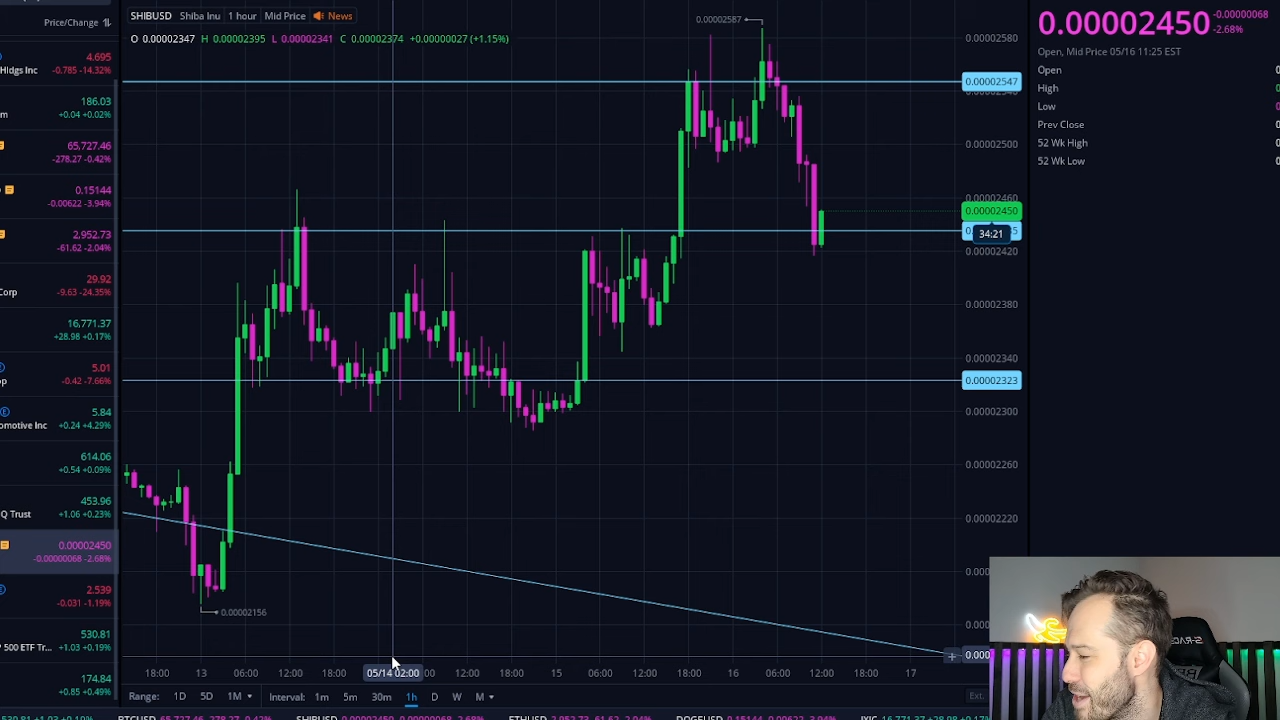 Price/Change
4.695
Hldgs Inc
-0.785 -14.32%
186.03
m
+0.04 +0.02%
65,727.46
-278.27 -0.42%
0.15144
-0.00622 -3.94%
2,952.73
-61.62 -2.04%
29.92
Corp
-9.63 -24.35%
16,771.37
+28.98 +0.17%
5.01
op
-0.42 -7.66%
5.84
omotive Inc
+0.24 +4.29%
614.06
+0.54 +0.09%
453.96
Q Trust
+1.06 +0.23%
0.00002450
-0.00000068 -2.68%
2.539
-0.031 -1.19%
530.81
P 500 ETF Tr...
+1.03 +0.19%
174.84
+0.85 +0.49%
SHIBUSD Shiba Inu 1 hour Mid Price News
O 0.00002347 H 0.00002395 L 0.00002341 C 0.00002374 +0.00000027 (+1.15%)
0.00002587
0.00002156
0.00002580
0.00002547
0.00002500
0.00002460
0.00002450
34:21
0.00002420
0.00002380
0.00002340
0.00002323
0.00002300
0.00002260
0.00002220
18:00 13 06:00 12:00 18:00 05/14 02:00 12:00 18:00 15 06:00 12:00 18:00 16 06:00 12:00 18:00 17
Range: 1D 5D 1M Interval: 1m 5m 30m 1h D W M
Ext.
0.00002450 -0.00000068
-2.68%
Open, Mid Price 05/16 11:25 EST
Open
High
Low
Prev Close
52 Wk High
52 Wk Low